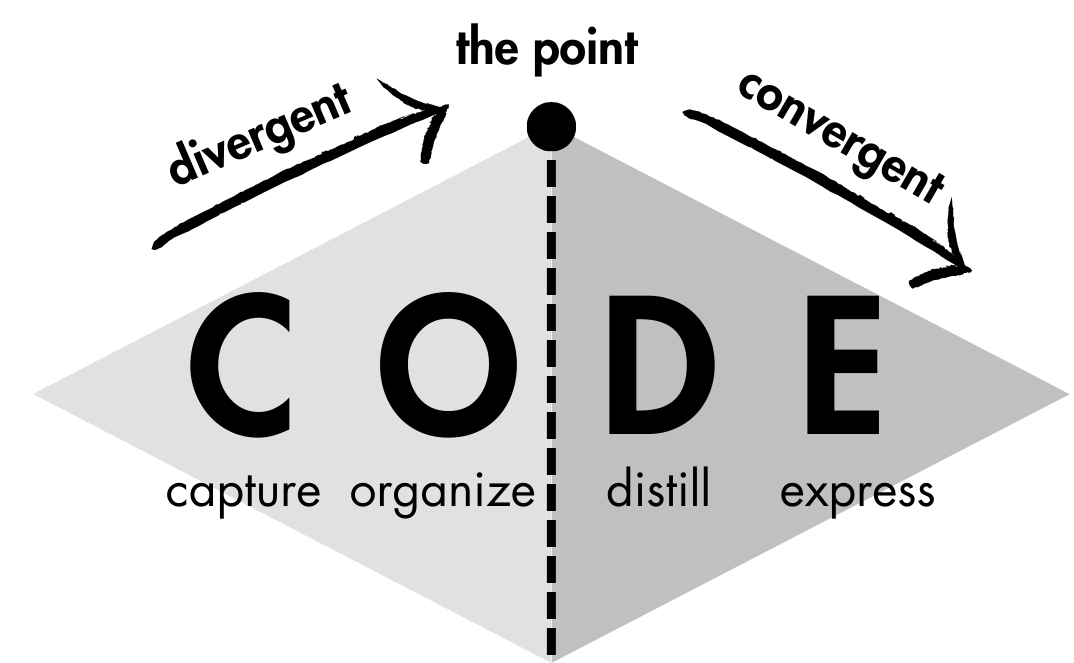 the point
divergent
convergent
C O D E
capture organize distill express